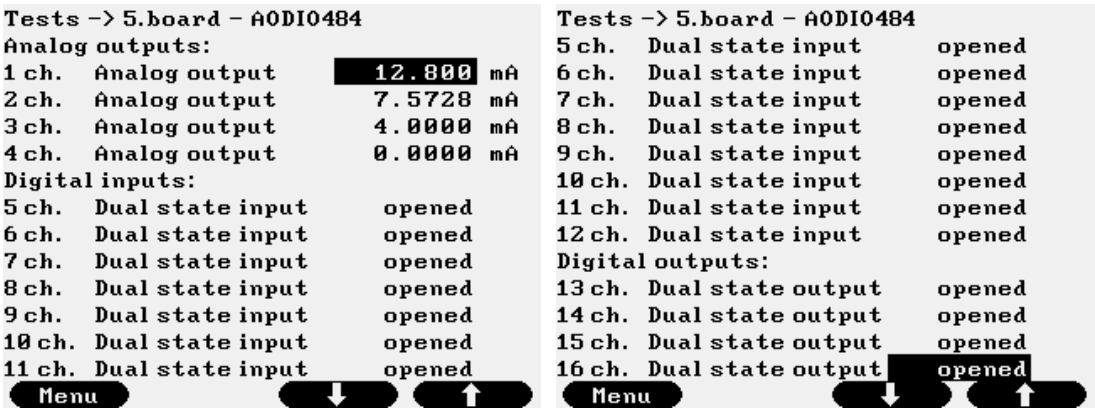 Tests -> 5.board - AODIO484
Analog outputs:
1 ch. Analog output 12.800 mA
2 ch. Analog output 7.5728 mA
3 ch. Analog output 4.0000 mA
4 ch. Analog output 0.0000 mA
Digital inputs:
5 ch. Dual state input opened
6 ch. Dual state input opened
7 ch. Dual state input opened
8 ch. Dual state input opened
9 ch. Dual state input opened
10 ch. Dual state input opened
11 ch. Dual state input opened
Menu
Tests -> 5.board - AODIO484
5 ch. Dual state input opened
6 ch. Dual state input opened
7 ch. Dual state input opened
8 ch. Dual state input opened
9 ch. Dual state input opened
10 ch. Dual state input opened
11 ch. Dual state input opened
12 ch. Dual state input opened
Digital outputs:
13 ch. Dual state output opened
14 ch. Dual state output opened
15 ch. Dual state output opened
16 ch. Dual state output opened
Menu